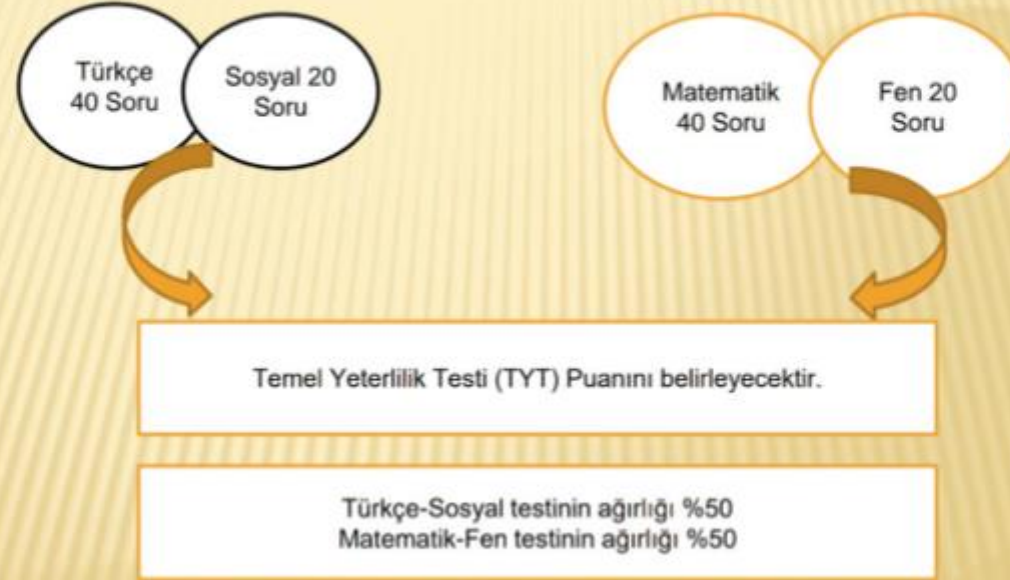 Türkçe
40 Soru
Sosyal 20
Soru
Matematik
40 Soru
Fen 20
Soru
Temel Yeterlilik Testi (TYT) Puanını belirleyecektir.
Türkçe-Sosyal testinin ağırlığı %50
Matematik-Fen testinin ağırlığı %50